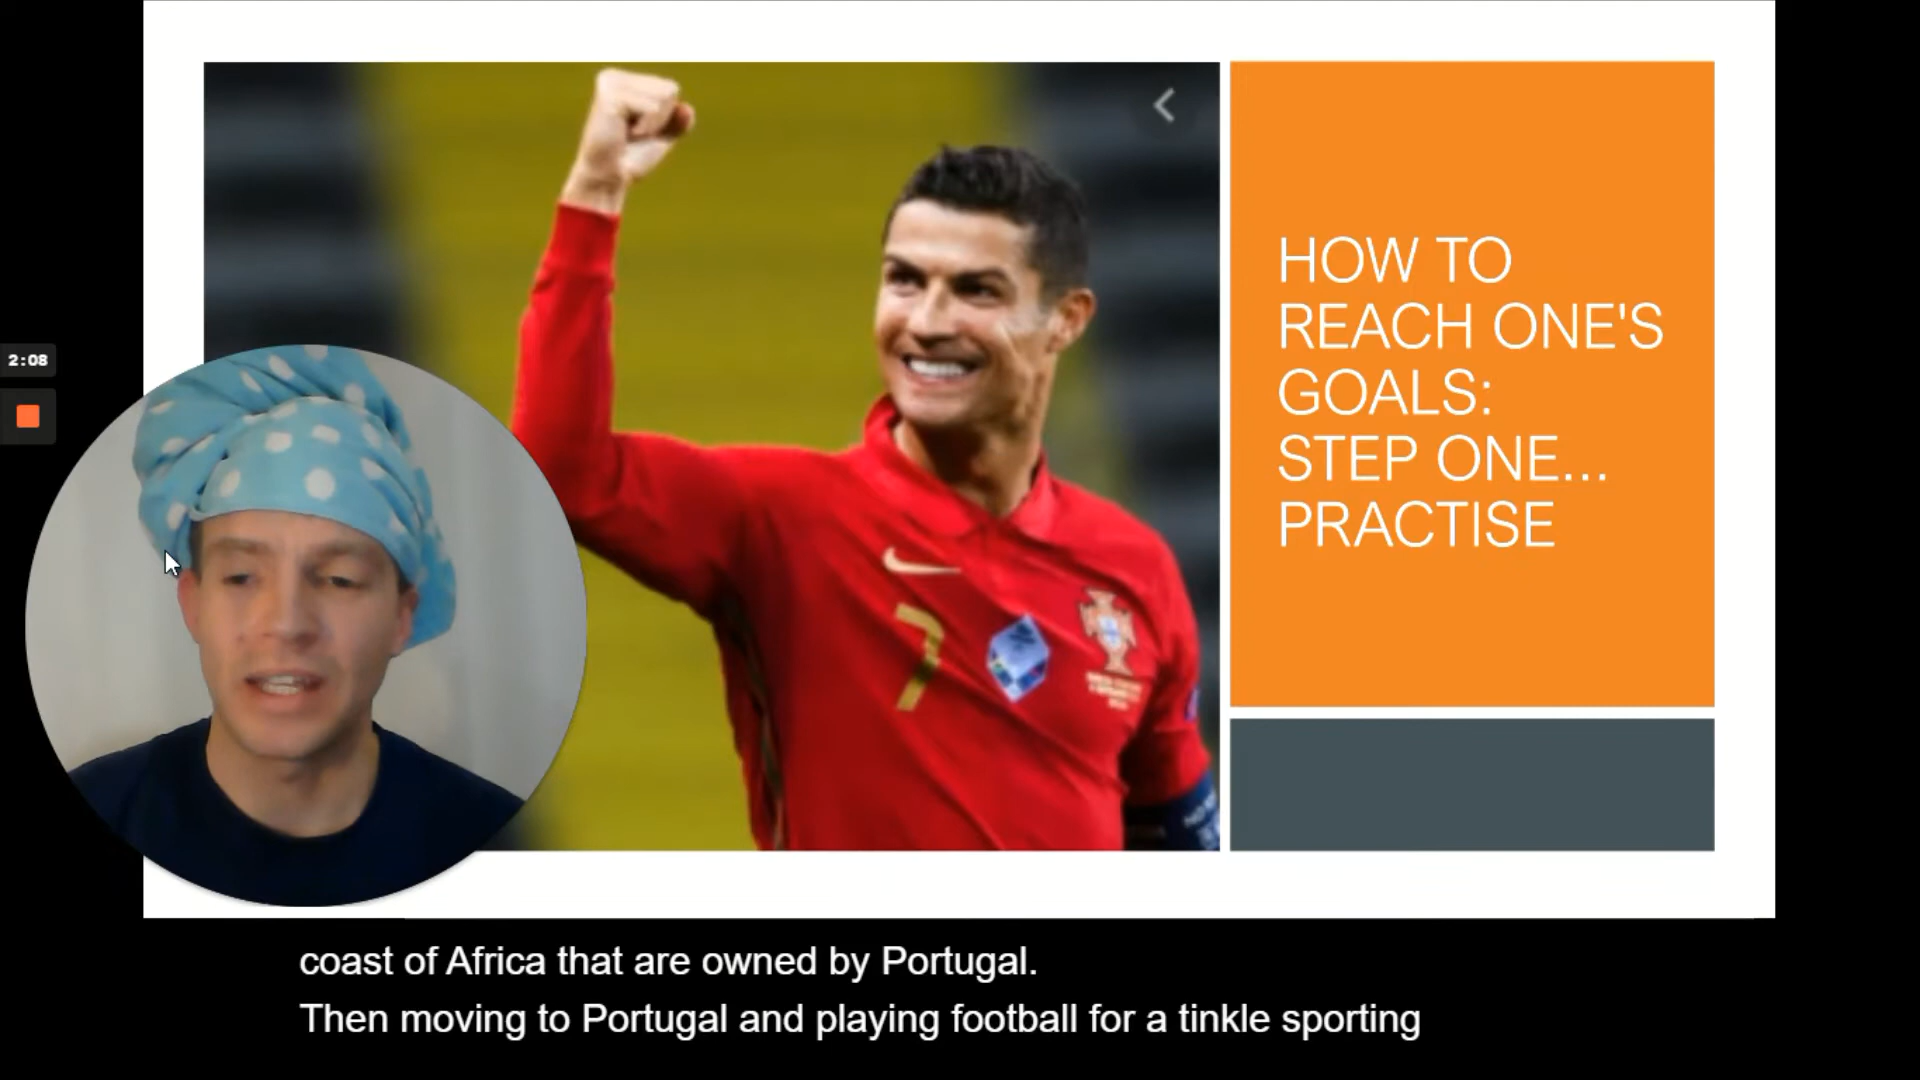 HOW TO
REACH ONE'S
GOALS:
STEP ONE...
PRACTISE
2:08
7
coast of Africa that are owned by Portugal.
Then moving to Portugal and playing football for a tinkle sporting